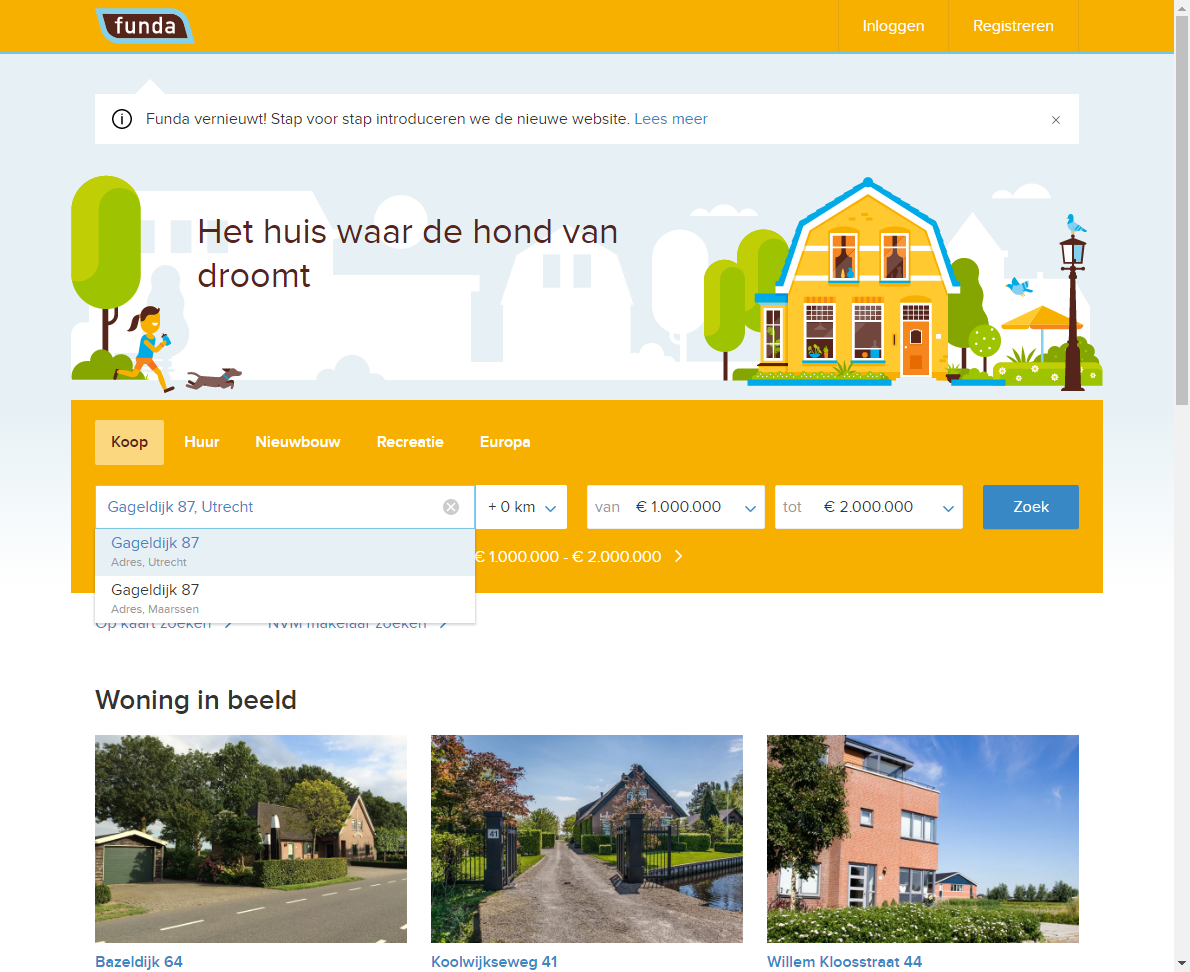 funda
Inloggen
Registreren
Funda vernieuwt! Stap voor stap introduceren we de nieuwe website. Lees meer
Het huis waar de hond van
droomt
Koop
Huur
Nieuwbouw
Recreatie
Europa
Gageldijk 87, Utrecht
+ 0 km
van € 1.000.000
tot € 2.000.000
Zoek
Gageldijk 87
Adres, Utrecht
€ 1.000.000 - € 2.000.000
Gageldijk 87
Adres, Maarssen
Op kaart zoeken
NVM makelaar zoeken
Woning in beeld
41
Bazeldijk 64
Koolwijkseweg 41
Willem Kloosstraat 44